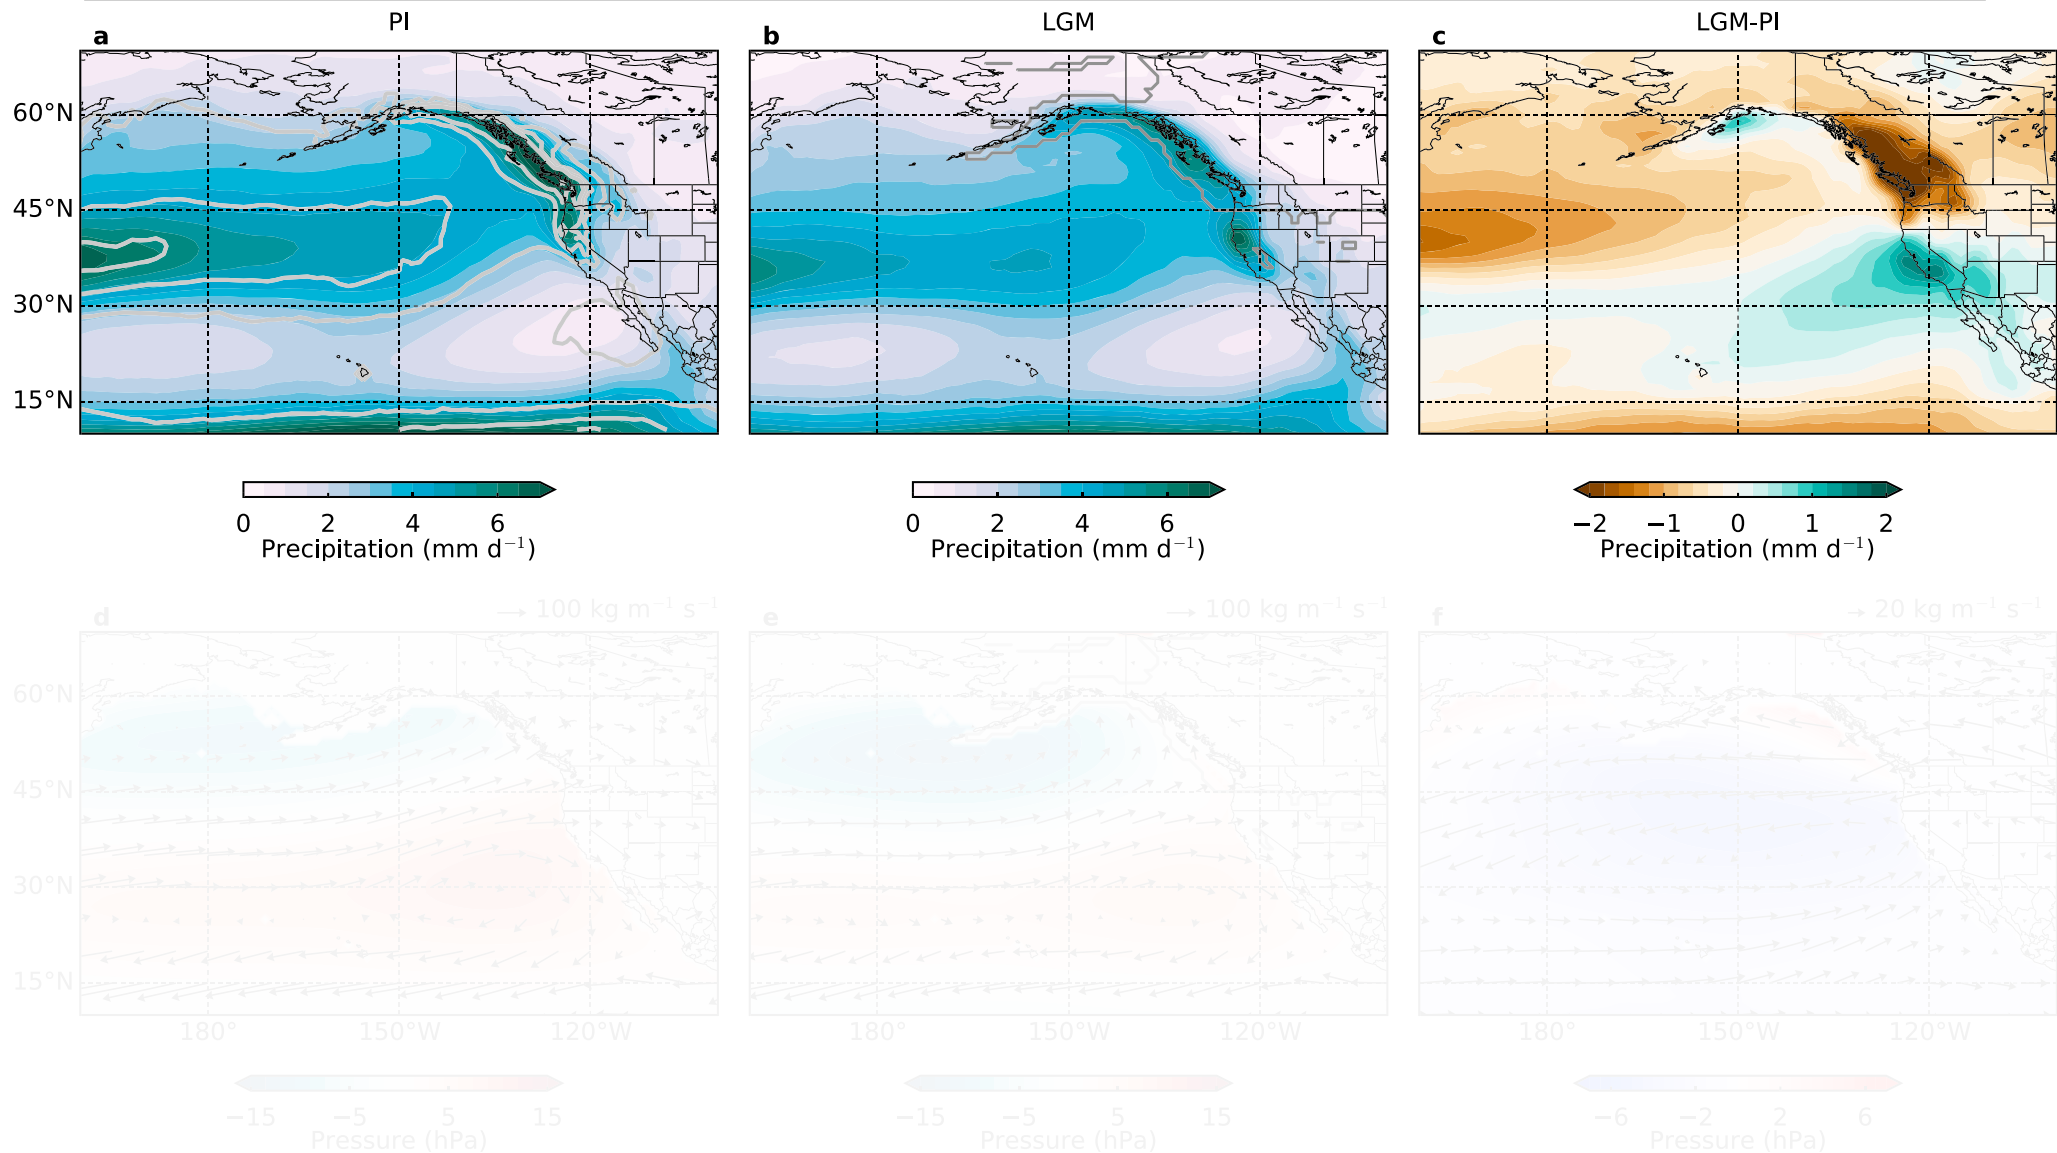 PI LGM LGM-PI
a b c
60°N
45°N
30°N
15°N
0 2 4 6 0 2 4 6 −2 −1 0 1 2
Precipitation (mm d⁻¹) Precipitation (mm d⁻¹) Precipitation (mm d⁻¹)
d → 100 kg m⁻¹ s⁻¹ e → 100 kg m⁻¹ s⁻¹ f → 20 kg m⁻¹ s⁻¹
60°N
45°N
30°N
15°N
180° 150°W 120°W 180° 150°W 120°W 180° 150°W 120°W
−15 −5 5 15 −15 −5 5 15 −6 −2 2 6
Pressure (hPa) Pressure (hPa) Pressure (hPa)